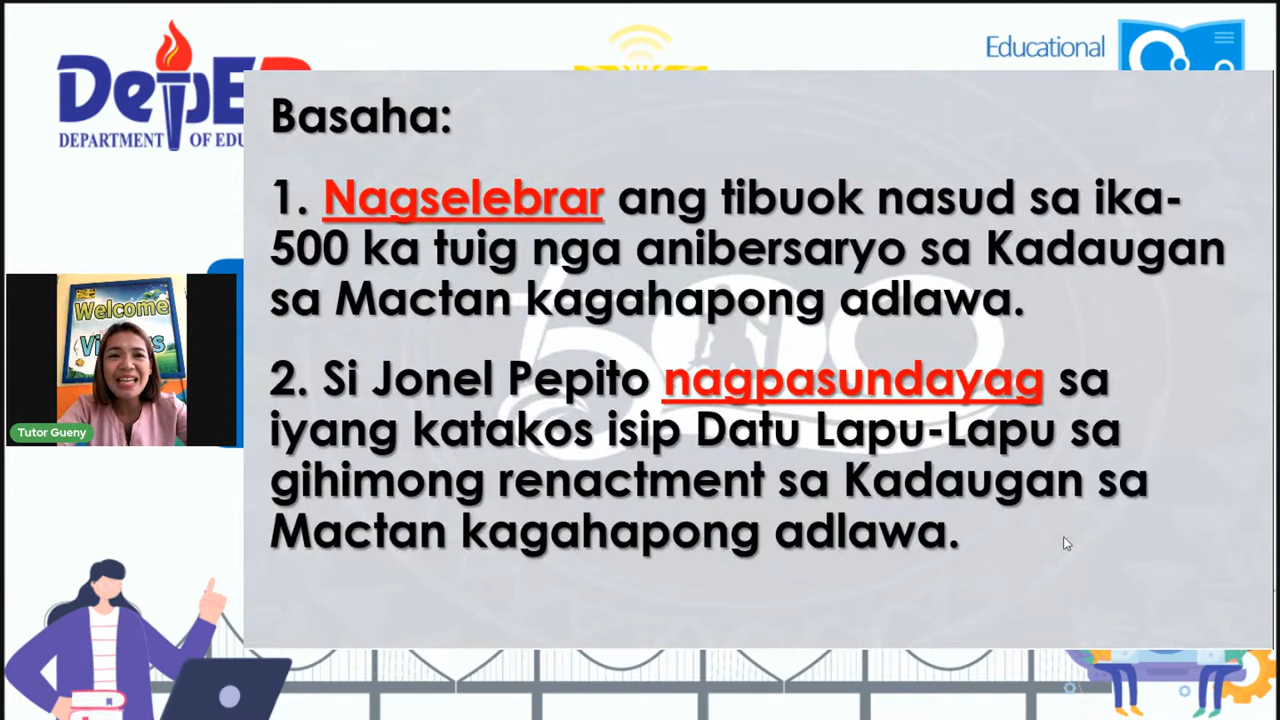 DepED
DEPARTMENT OF EDU
Educational
Basaha:
1. Nagselebrar ang tibuok nasud sa ika-
500 ka tuig nga anibersaryo sa Kadaugan
sa Mactan kagahapong adlawa.
2. Si Jonel Pepito nagpasundayag sa
iyang katakos isip Datu Lapu-Lapu sa
gihimong renactment sa Kadaugan sa
Mactan kagahapong adlawa.
500
Welcome
Tutor Gueny